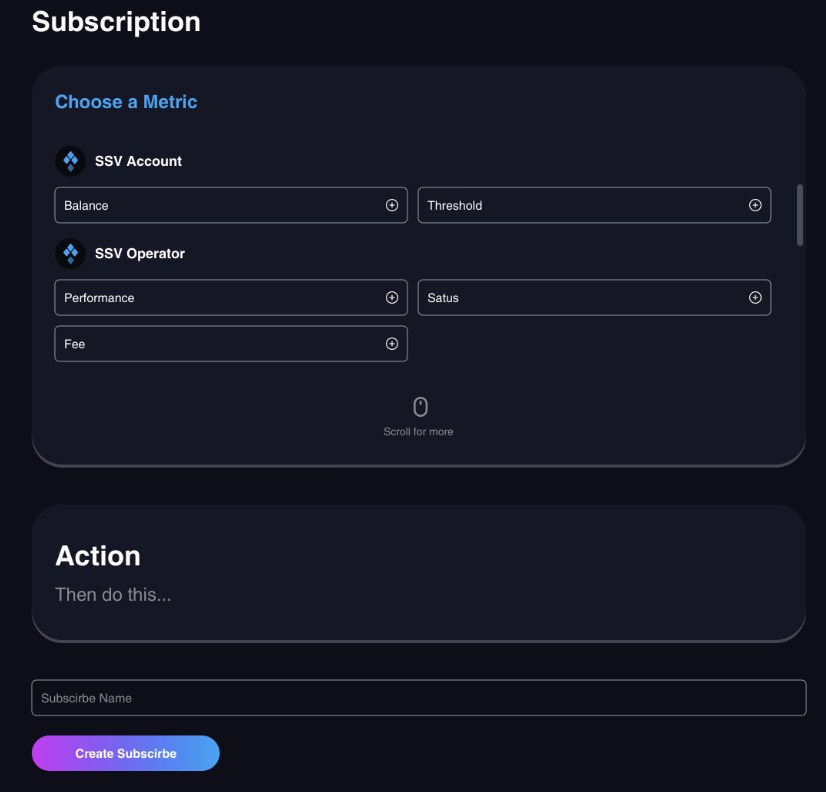 Subscription
Choose a Metric
SSV Account
Balance
Threshold
SSV Operator
Performance
Satus
Fee
Scroll for more
Action
Then do this...
Subscirbe Name
Create Subscirbe